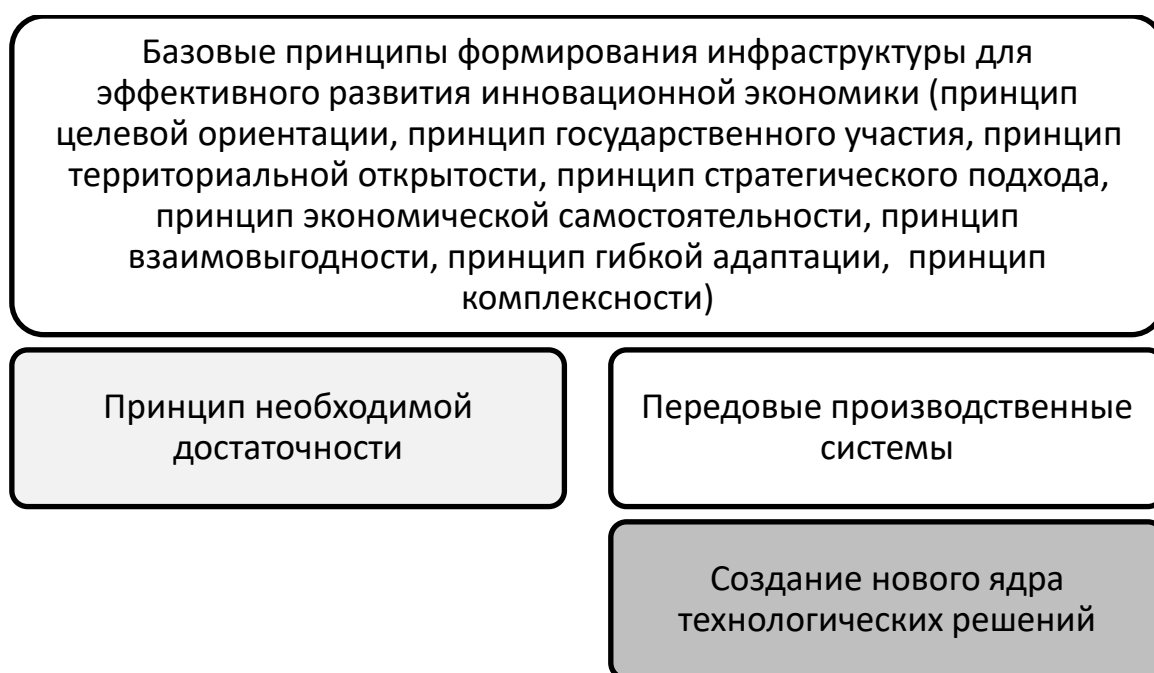 Базовые принципы формирования инфраструктуры для
эффективного развития инновационной экономики (принцип
целевой ориентации, принцип государственного участия, принцип
территориальной открытости, принцип стратегического подхода,
принцип экономической самостоятельности, принцип
взаимовыгодности, принцип гибкой адаптации,  принцип
комплексности)
Принцип необходимой
достаточности
Передовые производственные
системы
Создание нового ядра
технологических решений